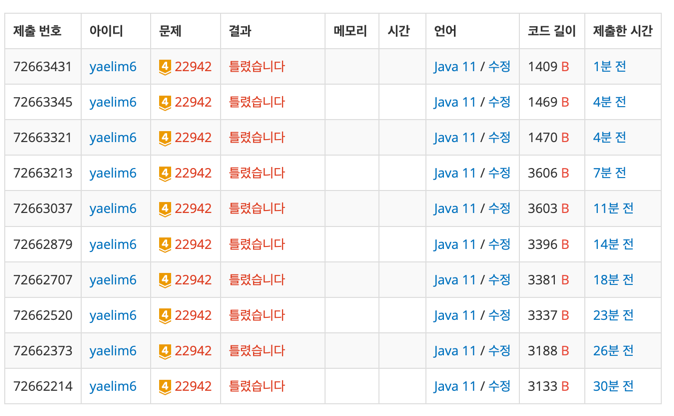 제출 번호 아이디 문제 결과 메모리 시간 언어 코드 길이 제출한 시간
72663431 yaelim6 4 22942 틀렸습니다 Java 11 / 수정 1409 B 1분 전
72663345 yaelim6 4 22942 틀렸습니다 Java 11 / 수정 1469 B 4분 전
72663321 yaelim6 4 22942 틀렸습니다 Java 11 / 수정 1470 B 4분 전
72663213 yaelim6 4 22942 틀렸습니다 Java 11 / 수정 3606 B 7분 전
72663037 yaelim6 4 22942 틀렸습니다 Java 11 / 수정 3603 B 11분 전
72662879 yaelim6 4 22942 틀렸습니다 Java 11 / 수정 3396 B 14분 전
72662707 yaelim6 4 22942 틀렸습니다 Java 11 / 수정 3381 B 18분 전
72662520 yaelim6 4 22942 틀렸습니다 Java 11 / 수정 3337 B 23분 전
72662373 yaelim6 4 22942 틀렸습니다 Java 11 / 수정 3188 B 26분 전
72662214 yaelim6 4 22942 틀렸습니다 Java 11 / 수정 3133 B 30분 전